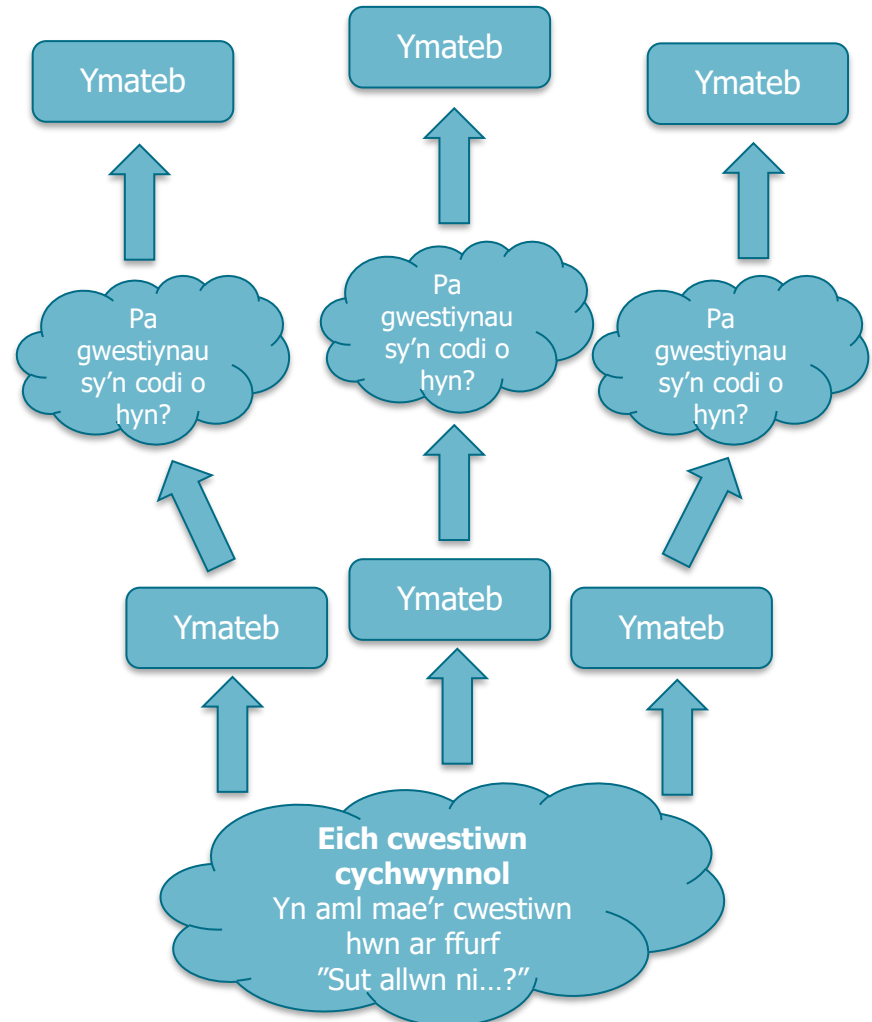 Ymateb
Ymateb
Ymateb
Pa
gwestiynau
sy'n codi o
hyn?
Pa
gwestiynau
sy'n codi o
hyn?
Pa
gwestiynau
sy'n codi o
hyn?
Ymateb
Ymateb
Ymateb
Eich cwestiwn
cychwynnol
Yn aml mae'r cwestiwn
hwn ar ffurf
"Sut allwn ni...?"